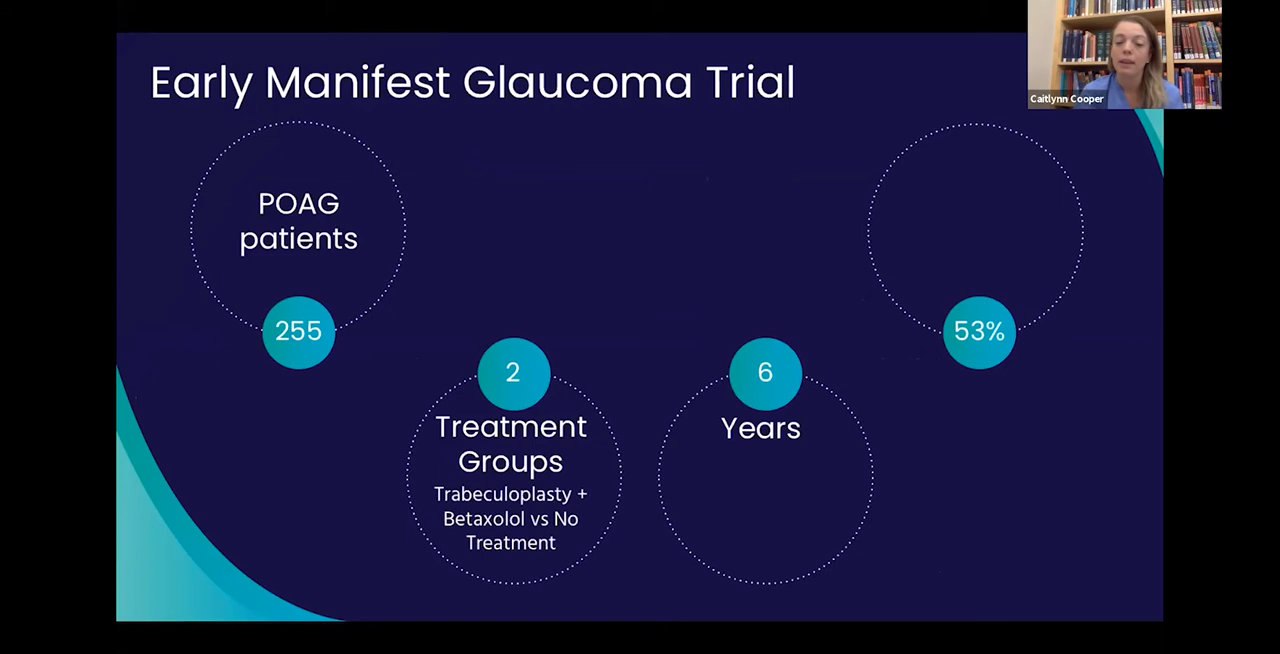 Early Manifest Glaucoma Trial
Caitlynn Cooper
POAG
patients
255
2
Treatment
Groups
Trabeculoplasty +
Betaxolol vs No
Treatment
6
Years
53%